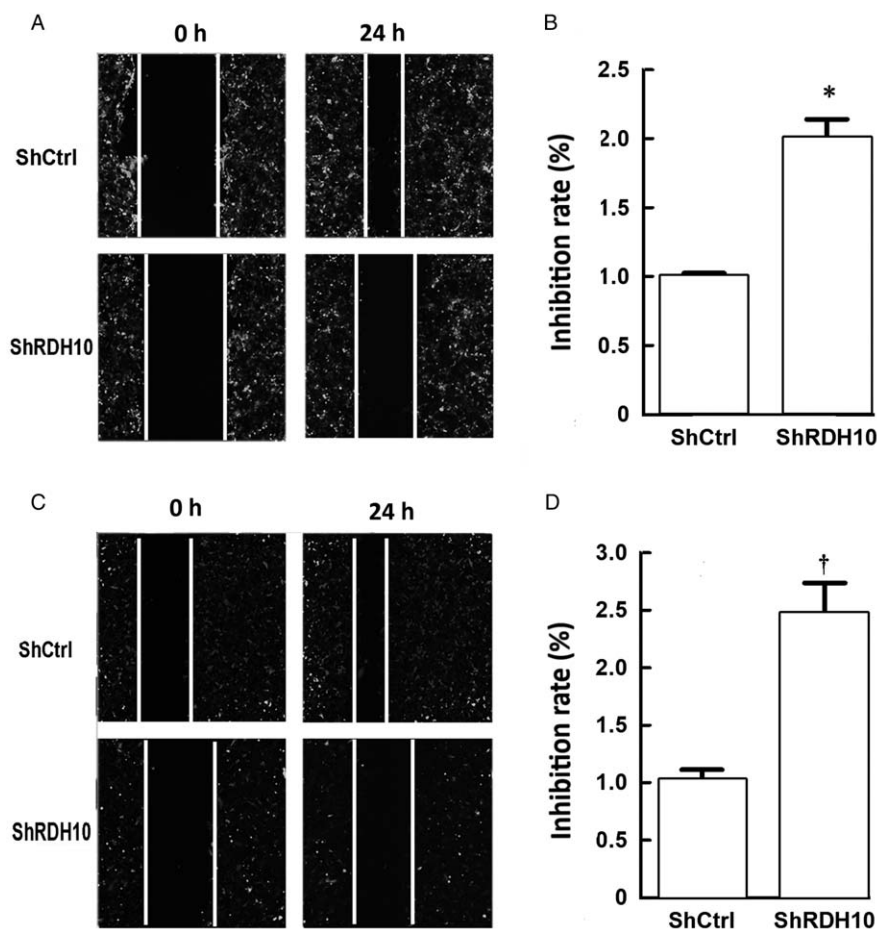 A
0 h
24 h
ShCtrl
ShRDH10
B
Inhibition rate (%)
2.5
2.0
1.5
1.0
0.5
0
*
ShCtrl
ShRDH10
C
0 h
24 h
ShCtrl
ShRDH10
D
Inhibition rate (%)
3.0
2.5
2.0
1.5
1.0
0.5
0
†
ShCtrl
ShRDH10